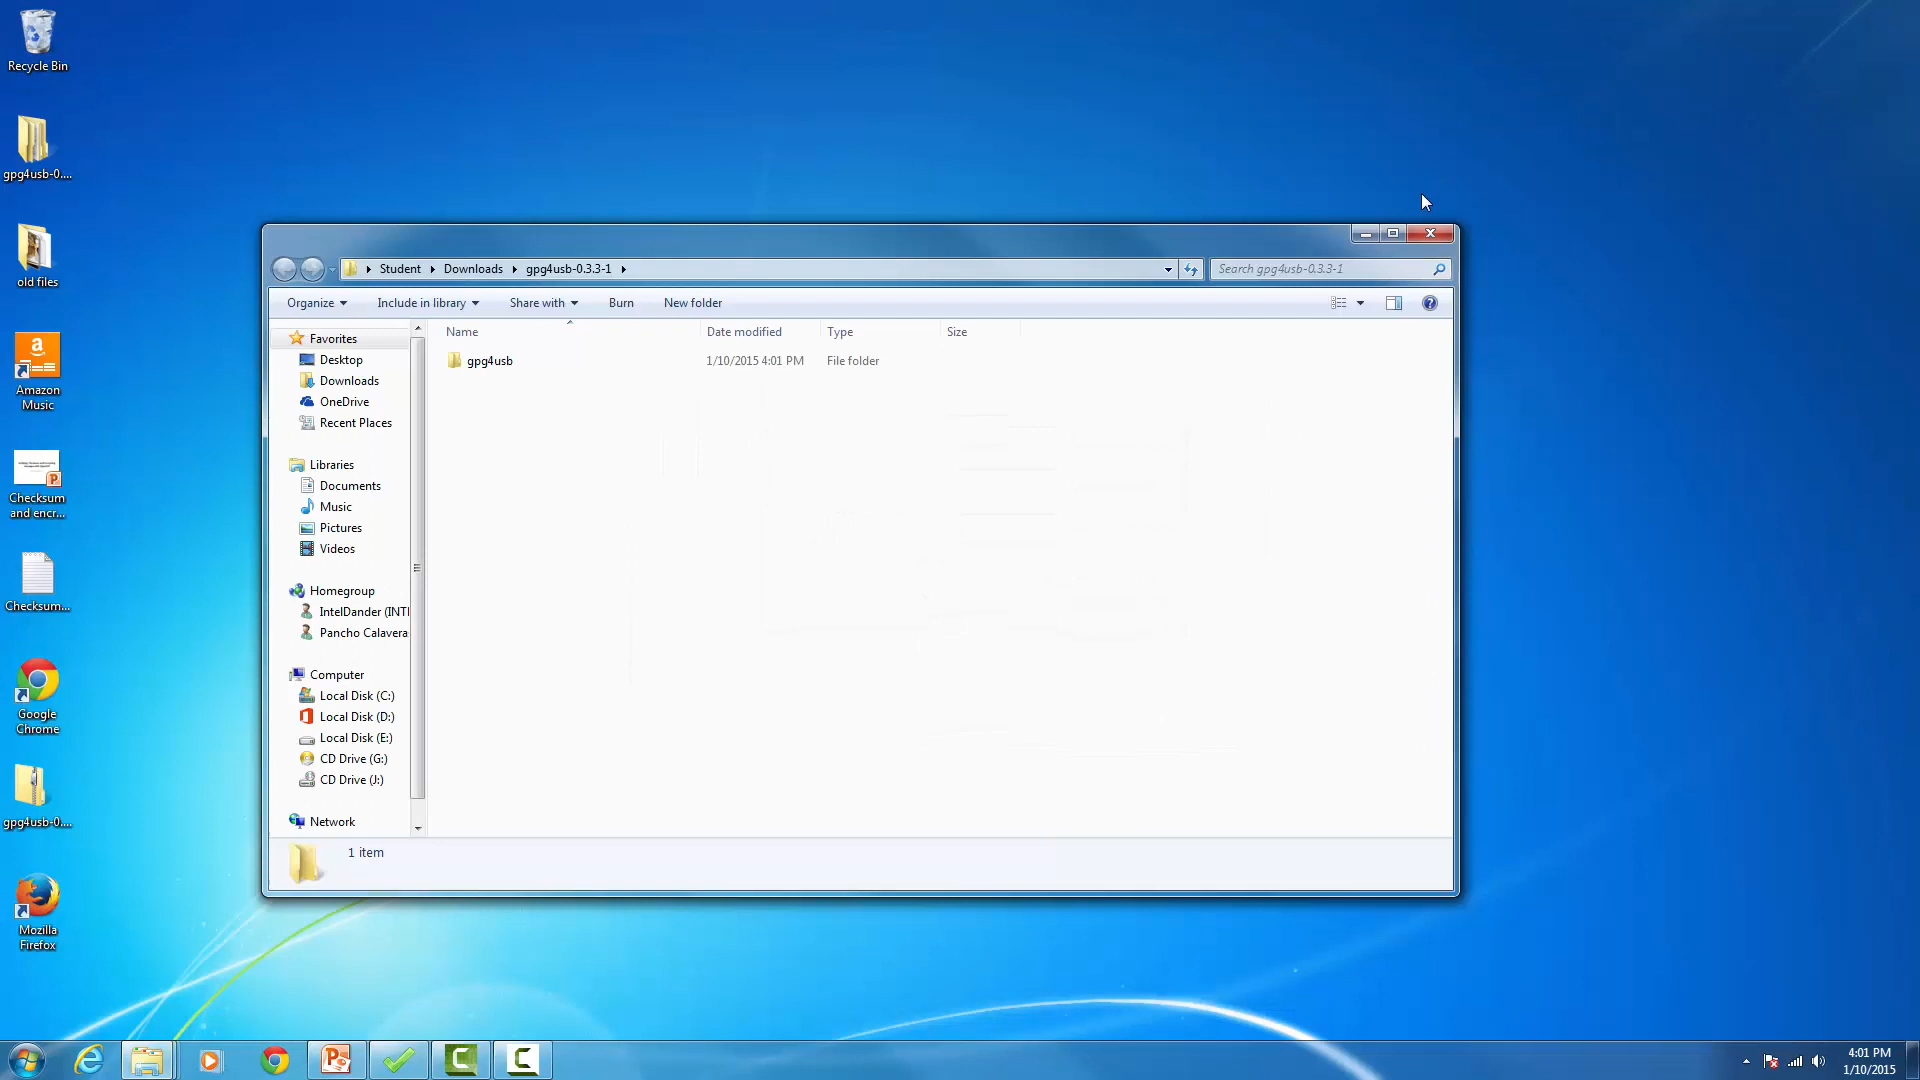 Recycle Bin
gpg4usb-0....
old files
Amazon
Music
Checksum
and encr...
Checksum...
Google
Chrome
gpg4usb-0....
Mozilla
Firefox
Student
Downloads
gpg4usb-0.3.3-1
Search gpg4usb-0.3.3-1
Organize
Include in library
Share with
Burn
New folder
Favorites
Desktop
Downloads
OneDrive
Recent Places
Libraries
Documents
Music
Pictures
Videos
Homegroup
IntelDander (INTI
Pancho Calavera
Computer
Local Disk (C:)
Local Disk (D:)
Local Disk (E:)
CD Drive (G:)
CD Drive (J:)
Network
Name Date modified Type Size
gpg4usb 1/10/2015 4:01 PM File folder
1 item
4:01 PM
1/10/2015